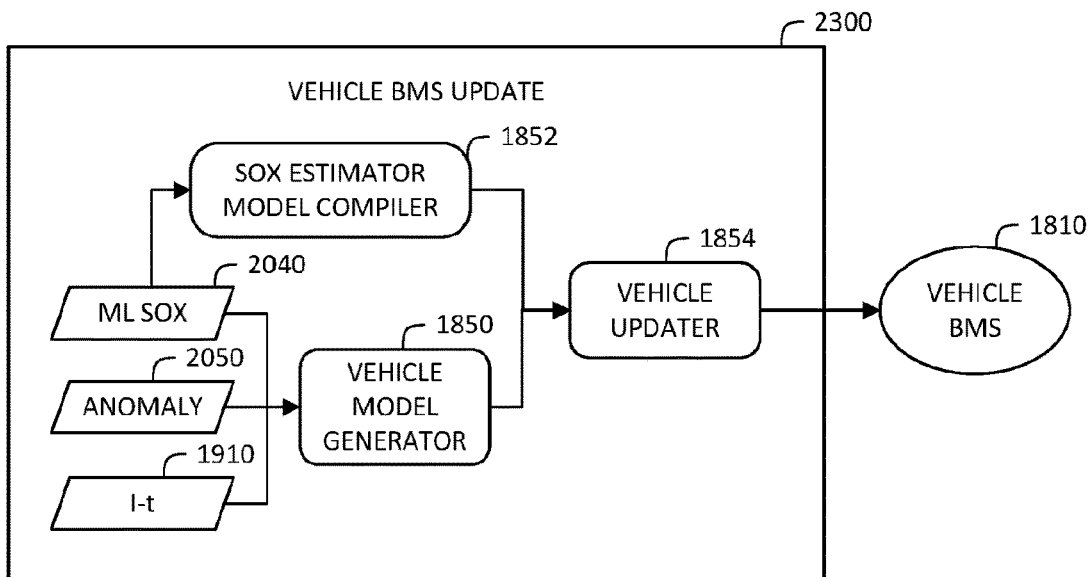 2300
VEHICLE BMS UPDATE
1852
SOX ESTIMATOR
MODEL COMPILER
1854
1810
2040
ML SOX
VEHICLE
UPDATER
VEHICLE
BMS
1850
2050
ANOMALY
VEHICLE
MODEL
GENERATOR
1910
I-t